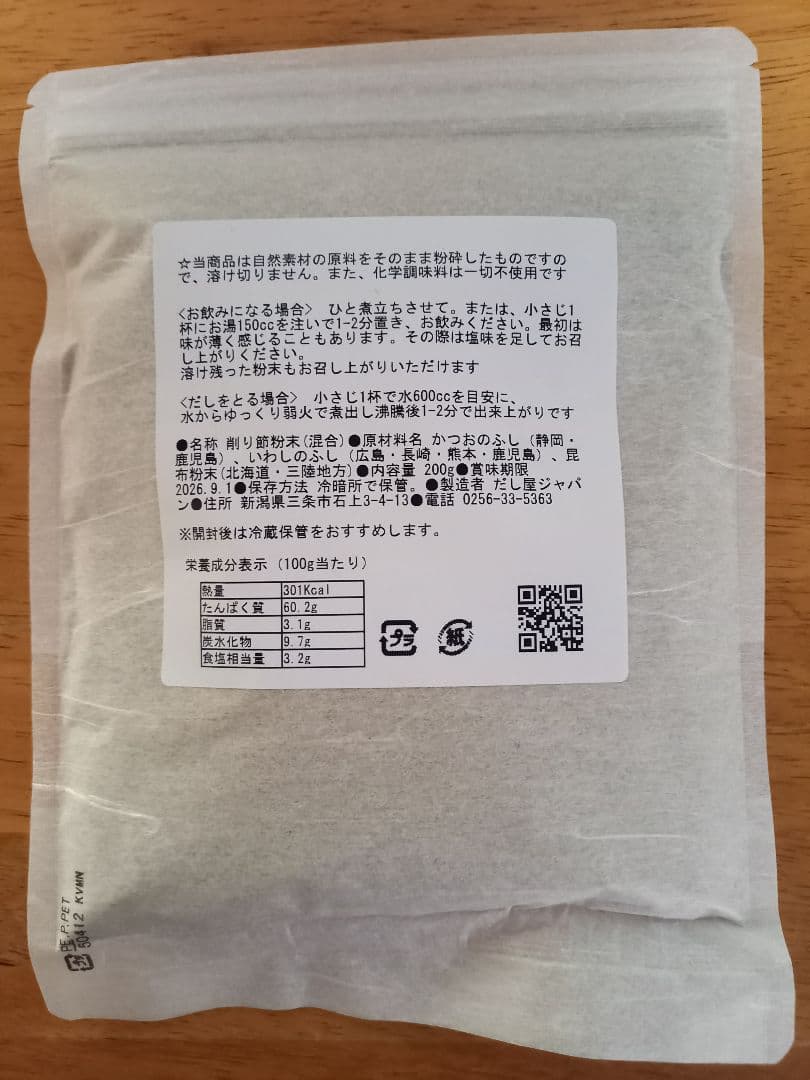 ☆当商品は自然素材の原料をそのまま粉砕したものですの
で、溶け切りません。また、化学調味料は一切不使用です
<お飲みになる場合> ひと煮立ちさせて。または、小さじ1
杯にお湯150ccを注いで1-2分置き、お飲みください。最初は
味が薄く感じることもあります。その際は塩味を足してお召
し上がりください。
溶け残った粉末もお召し上がりいただけます
<だしをとる場合> 小さじ1杯で水600ccを目安に、
水からゆっくり弱火で煮出し沸騰後1-2分で出来上がりです
●名称 削り節粉末(混合)●原材料名 かつおのふし（静岡・
鹿児島）、いわしのふし（広島・長崎・熊本・鹿児島）、昆
布粉末(北海道・三陸地方)●内容量 200g●賞味期限
2026.9.1●保存方法 冷暗所で保管。●製造者 だし屋ジャパ
ン●住所 新潟県三条市石上3-4-13●電話 0256-33-5363
※開封後は冷蔵保管をおすすめします。
栄養成分表示（100g当たり）
熱量 301Kcal
たんぱく質 60.2g
脂質 3.1g
炭水化物 9.7g
食塩相当量 3.2g
プラ 紙
PE,P,PET
50412 KVMN